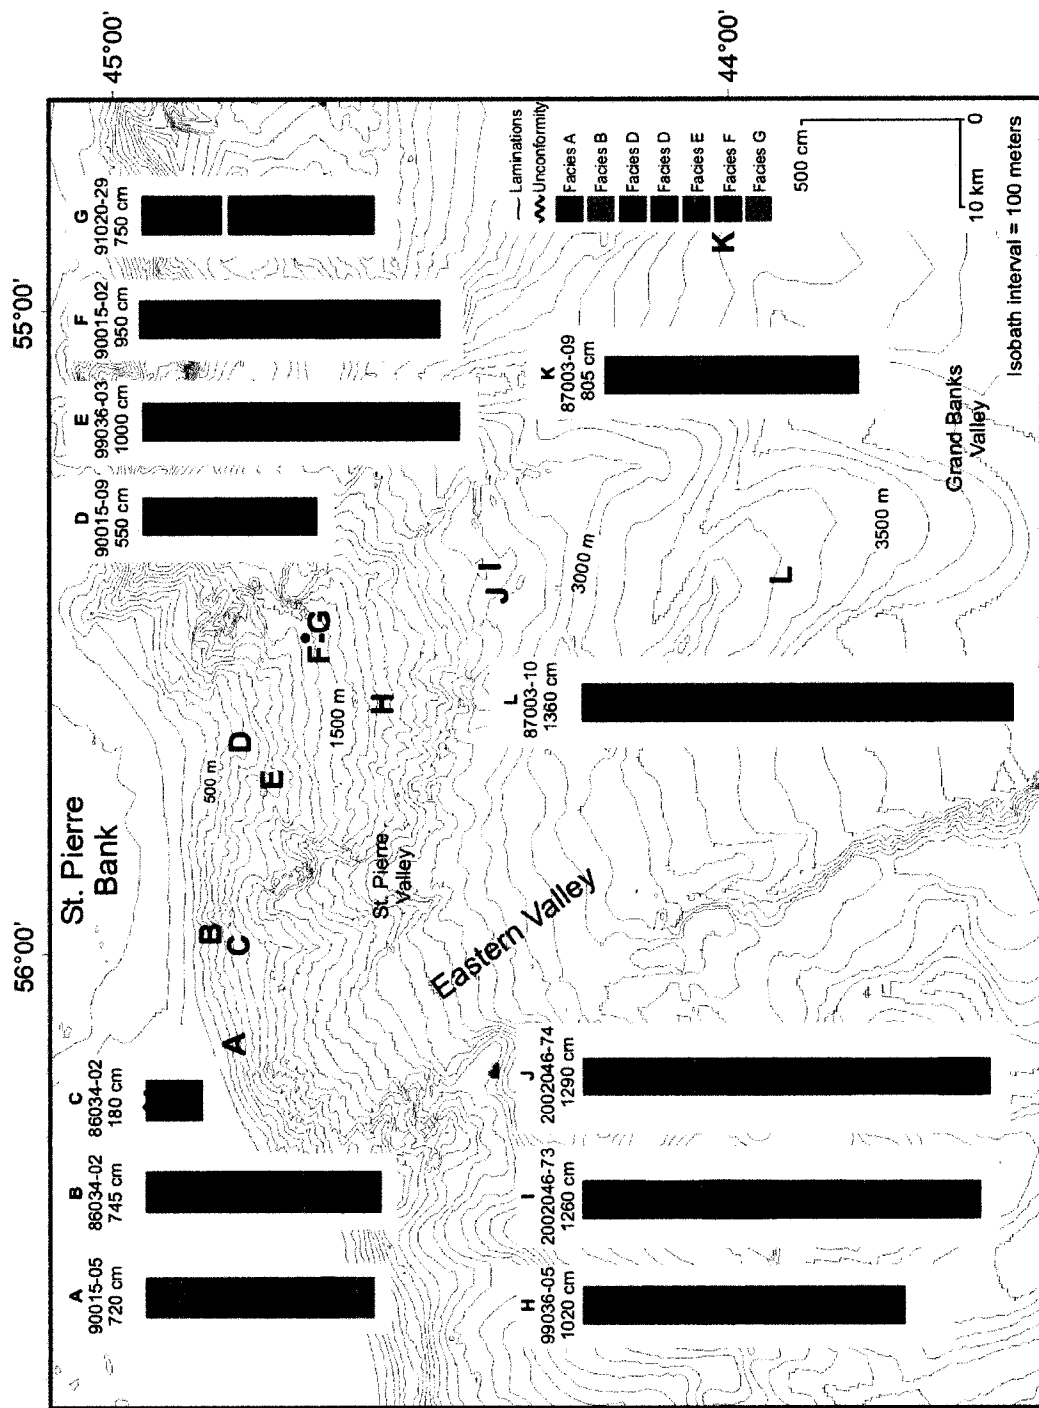 45°00'
44°00'
55°00'
56°00'
St. Pierre
Bank
A
90015-05
720 cm
B
86034-02
745 cm
C
86034-02
180 cm
D
90015-09
550 cm
E
99036-03
1000 cm
F
90015-02
950 cm
G
91020-29
750 cm
H
99036-05
1020 cm
I
2002046-73
1260 cm
J
2002046-74
1290 cm
L
87003-10
1360 cm
K
87003-09
805 cm
A
B
C
D
E
F-G
H
J I
L
K
500 m
1500 m
3000 m
3500 m
St. Pierre
Valley
Eastern Valley
Grand Banks
Valley
Laminations
Unconformity
Facies A
Facies B
Facies D
Facies D
Facies E
Facies F
Facies G
500 cm
10 km
0
Isobath interval = 100 meters